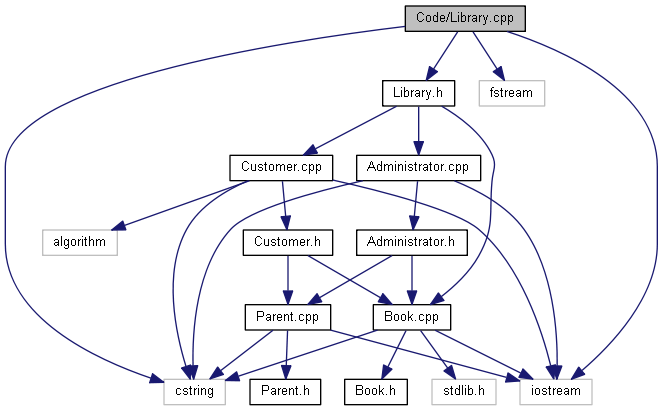 Code/Library.cpp
Library.h
fstream
Customer.cpp
Administrator.cpp
algorithm
Customer.h
Administrator.h
Parent.cpp
Book.cpp
cstring
Parent.h
Book.h
stdlib.h
iostream